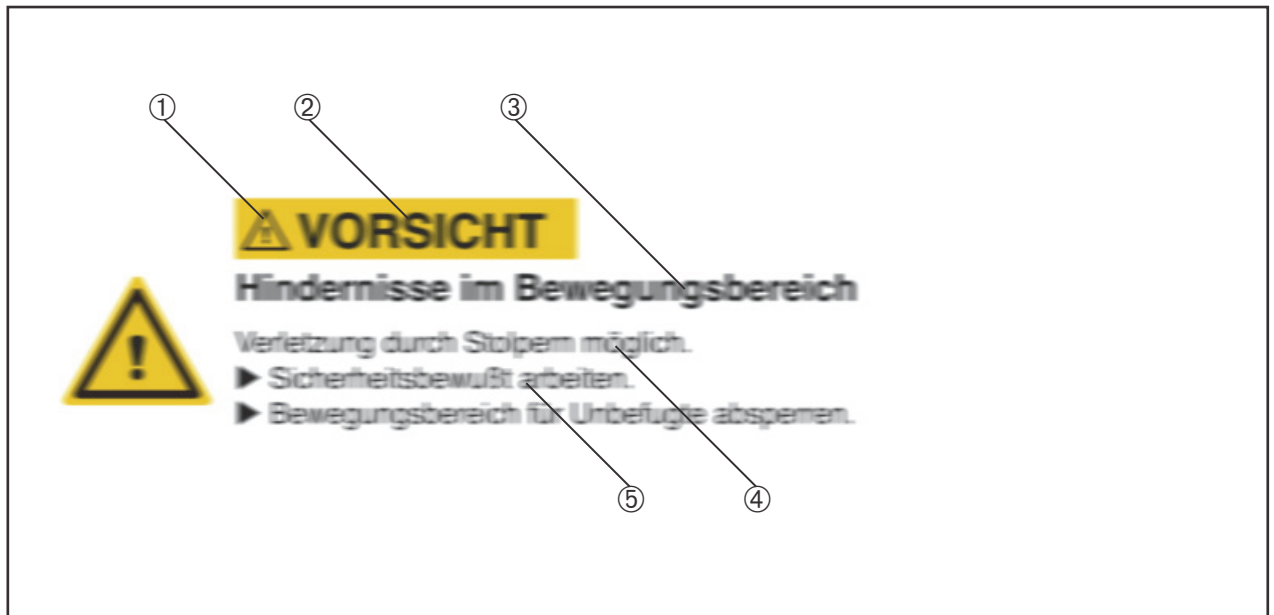 ① ② ③
VORSICHT
Hindernisse im Bewegungsbereich
Verletzung durch Stolpern möglich.
▶ Sicherheitsbewußt arbeiten.
▶ Bewegungsbereich für Unbefugte absperren.
⑤ ④